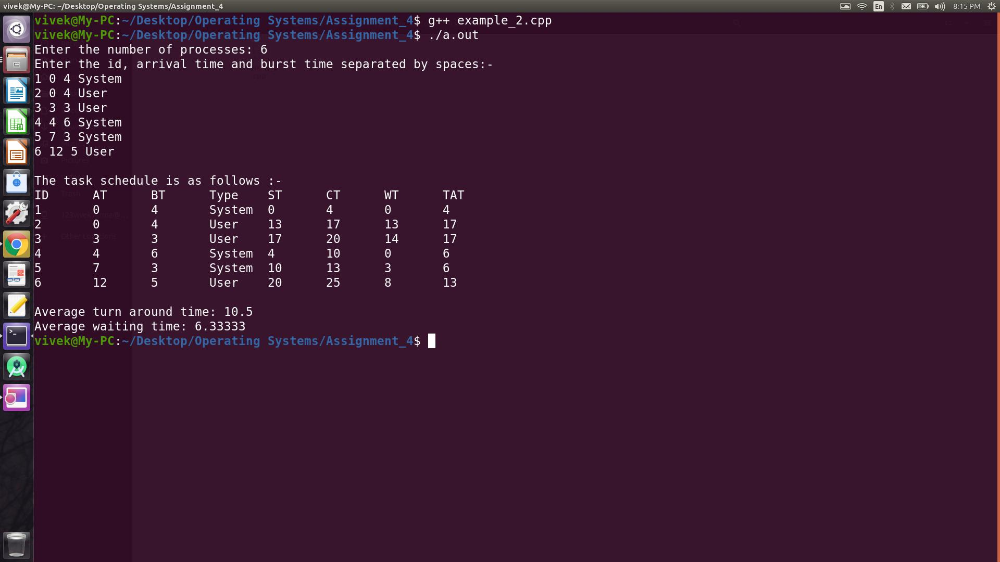 vivek@My-PC: ~/Desktop/Operating Systems/Assignment_4
En
8:15 PM
vivek@My-PC:~/Desktop/Operating Systems/Assignment_4$ g++ example_2.cpp
vivek@My-PC:~/Desktop/Operating Systems/Assignment_4$ ./a.out
Enter the number of processes: 6
Enter the id, arrival time and burst time separated by spaces:-
1 0 4 System
2 0 4 User
3 3 3 User
4 4 6 System
5 7 3 System
6 12 5 User
Pictures
The task schedule is as follows :-
Trash
ID AT BT Type ST CT WT TAT
1 0 4 System 0 4 0 4
2 0 4 User 13 17 13 17
3 3 3 User 17 20 14 17
Other Locations
4 4 6 System 4 10 0 6
5 7 3 System 10 13 3 6
6 12 5 User 20 25 8 13
Average turn around time: 10.5
Average waiting time: 6.33333
vivek@My-PC:~/Desktop/Operating Systems/Assignment_4$